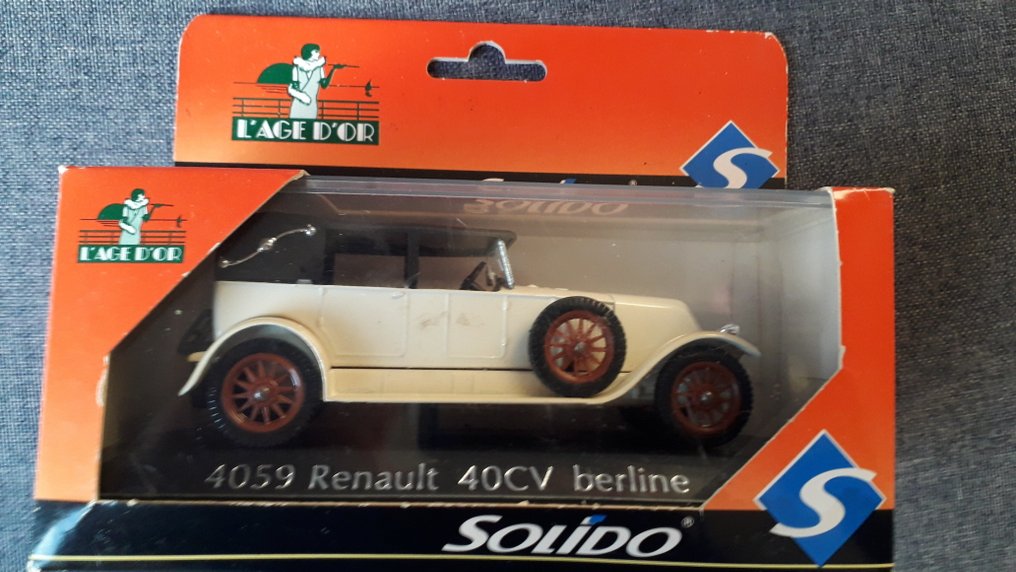 L'AGE D'OR
SOLIDO
L'AGE D'OR
4059 Renault 40CV berline
SOLIDO®